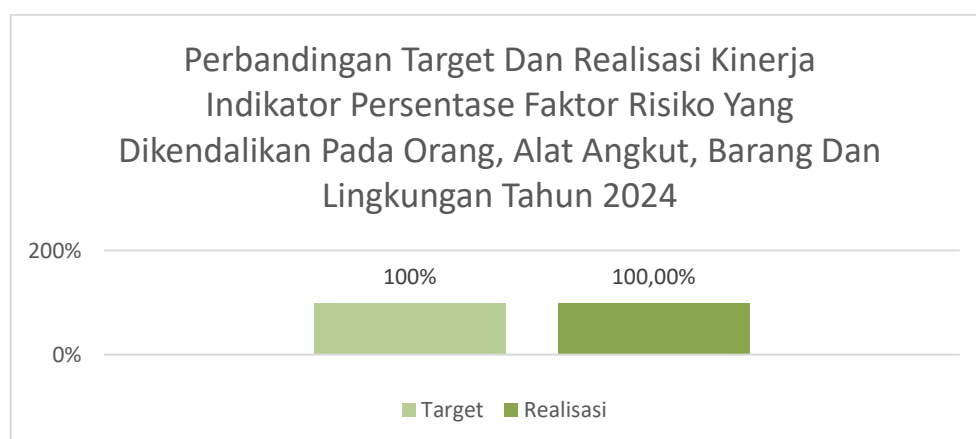 Perbandingan Target Dan Realisasi Kinerja
Indikator Persentase Faktor Risiko Yang
Dikendalikan Pada Orang, Alat Angkut, Barang Dan
Lingkungan Tahun 2024
200%
100%
100,00%
0%
Target
Realisasi